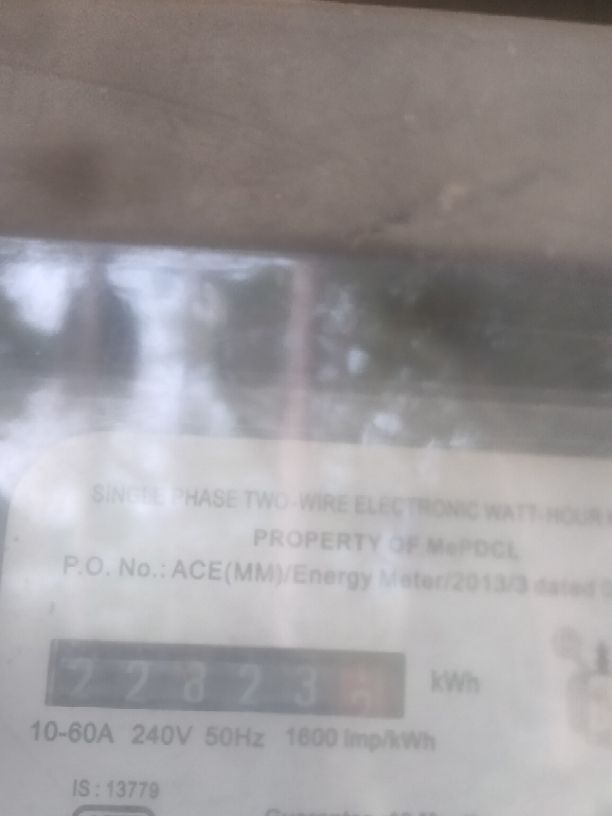 SINGLE PHASE TWO-WIRE ELECTRONIC WATT-HOUR
PROPERTY OF MePDCL
P.O. No.: ACE(MM)/Energy Meter/2013/3 dated
22823 kWh
10-60A 240V 50Hz 1600 imp/kWh
IS : 13779